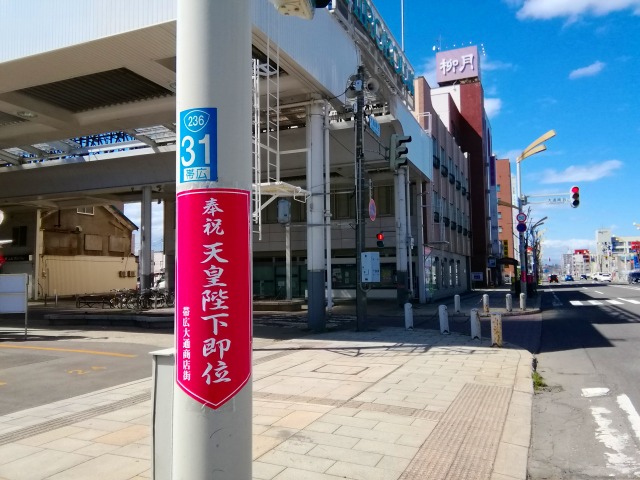 柳月
236
31
帯広
奉祝 天皇陛下即位
帯広大通商店街